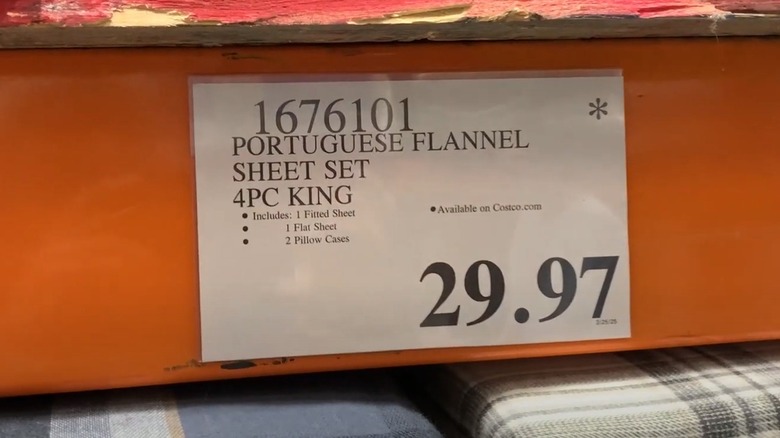 1676101 *
PORTUGUESE FLANNEL
SHEET SET
4PC KING
• Includes: 1 Fitted Sheet
• 1 Flat Sheet
• 2 Pillow Cases
• Available on Costco.com
29.97